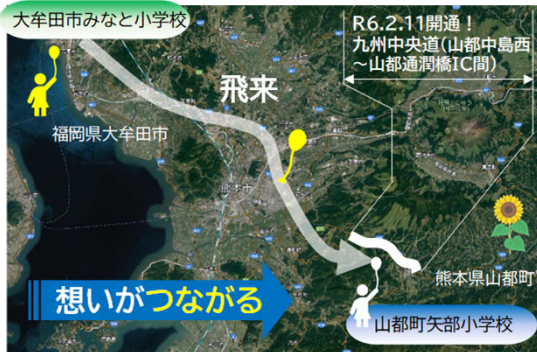 大牟田市みなと小学校
R6.2.11開通！
九州中央道(山都中島西
～山都通潤橋IC間)
飛来
福岡県大牟田市
熊本市
熊本県山都町
想いがつながる
山都町矢部小学校